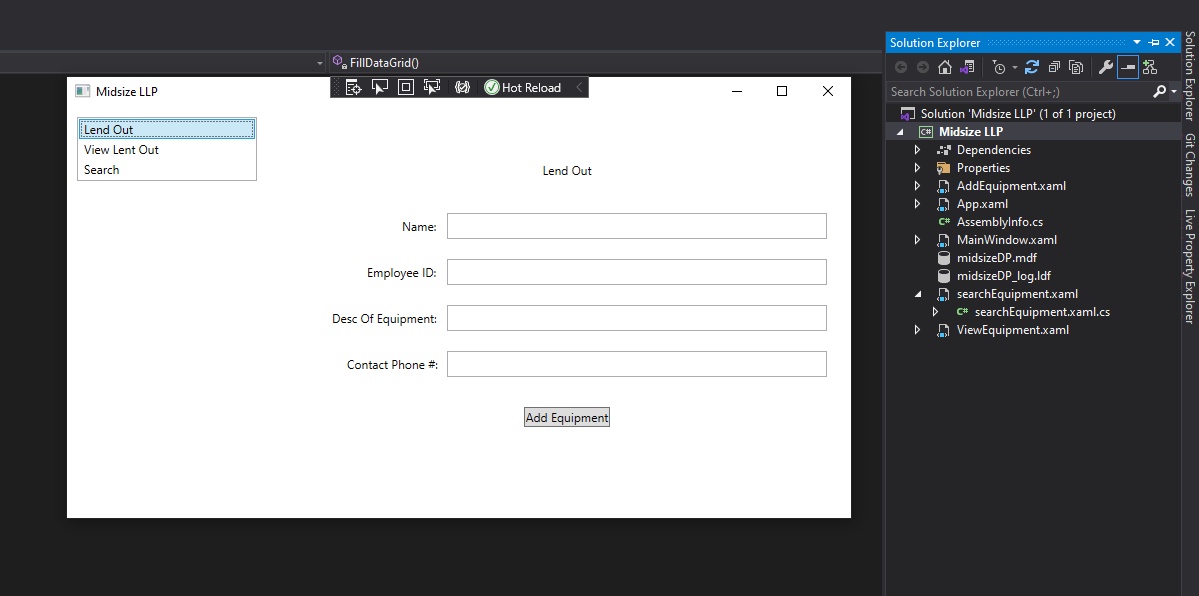 FillDataGrid()
Midsize LLP
Hot Reload
Lend Out
View Lent Out
Search
Lend Out
Name:
Employee ID:
Desc Of Equipment:
Contact Phone #:
Add Equipment
Solution Explorer
Search Solution Explorer (Ctrl+;)
Solution 'Midsize LLP' (1 of 1 project)
C# Midsize LLP
Dependencies
Properties
AddEquipment.xaml
App.xaml
C# AssemblyInfo.cs
MainWindow.xaml
midsizeDP.mdf
midsizeDP_log.ldf
searchEquipment.xaml
C# searchEquipment.xaml.cs
ViewEquipment.xaml
Solution Explorer
Git Changes
Live Property Explorer